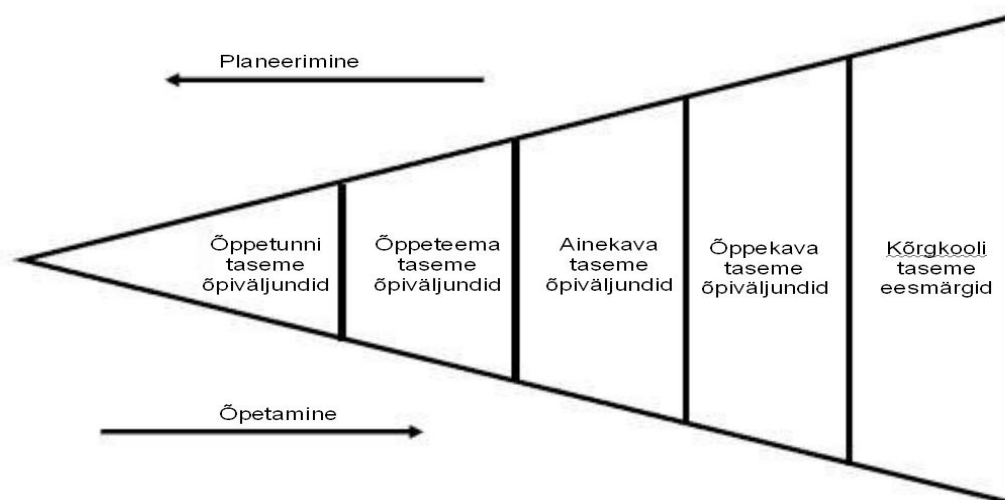 Planeerimine
Õppetunni
taseme
õpiväljundid
Õppeteema
taseme
õpiväljundid
Ainekava
taseme
õpiväljundid
Õppekava
taseme
õpiväljundid
Kõrgkooli
taseme
eesmärgid
Õpetamine